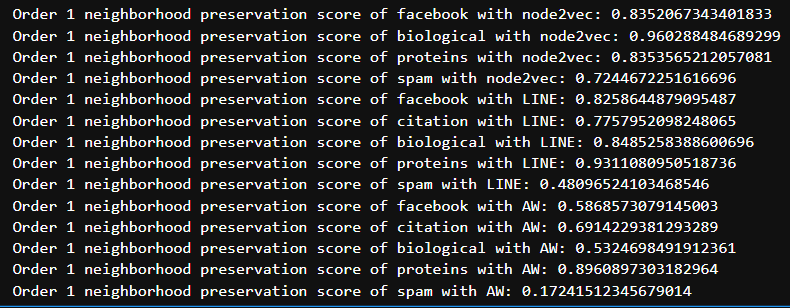 Order 1 neighborhood preservation score of facebook with node2vec: 0.8352067343401833
Order 1 neighborhood preservation score of biological with node2vec: 0.960288484689299
Order 1 neighborhood preservation score of proteins with node2vec: 0.8353565212057081
Order 1 neighborhood preservation score of spam with node2vec: 0.7244672251616696
Order 1 neighborhood preservation score of facebook with LINE: 0.8258644879095487
Order 1 neighborhood preservation score of citation with LINE: 0.7757952098248065
Order 1 neighborhood preservation score of biological with LINE: 0.8485258388600696
Order 1 neighborhood preservation score of proteins with LINE: 0.9311080950518736
Order 1 neighborhood preservation score of spam with LINE: 0.48096524103468546
Order 1 neighborhood preservation score of facebook with AW: 0.5868573079145003
Order 1 neighborhood preservation score of citation with AW: 0.6914229381293289
Order 1 neighborhood preservation score of biological with AW: 0.5324698491912361
Order 1 neighborhood preservation score of proteins with AW: 0.8960897303182964
Order 1 neighborhood preservation score of spam with AW: 0.17241512345679014